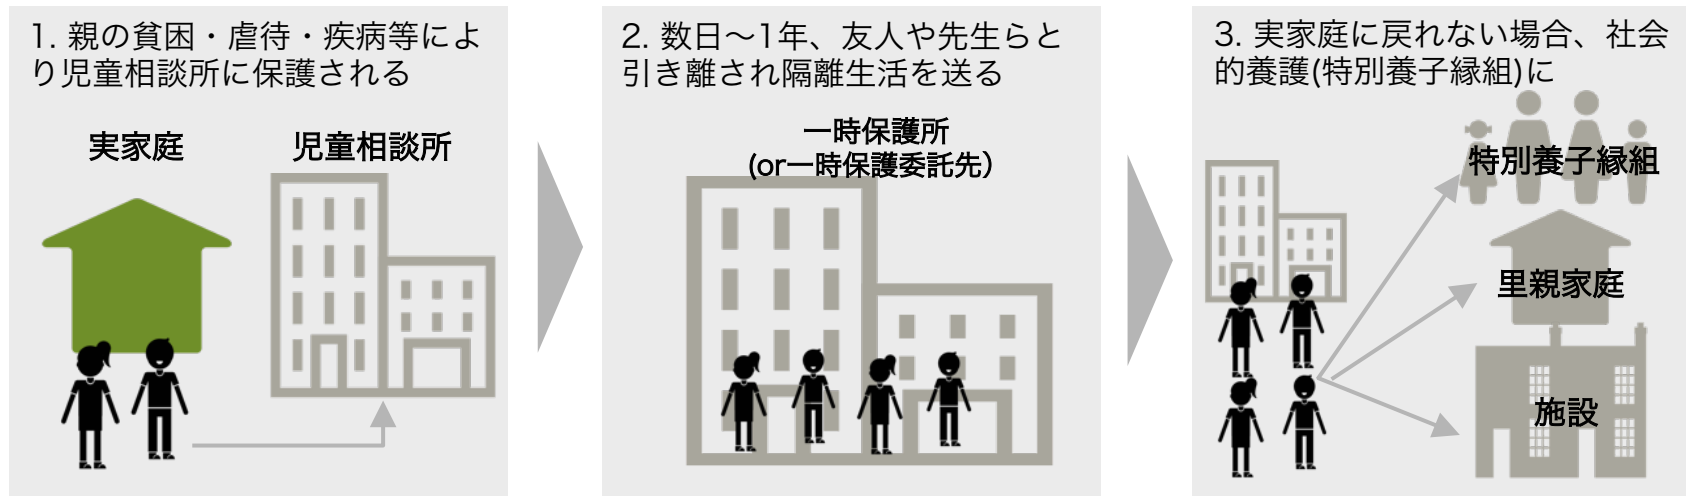 1. 親の貧困・虐待・疾病等によ
り児童相談所に保護される
実家庭
児童相談所
2. 数日〜1年、友人や先生らと
引き離され隔離生活を送る
一時保護所
(or一時保護委託先）
3. 実家庭に戻れない場合、社会
的養護(特別養子縁組)に
特別養子縁組
里親家庭
施設